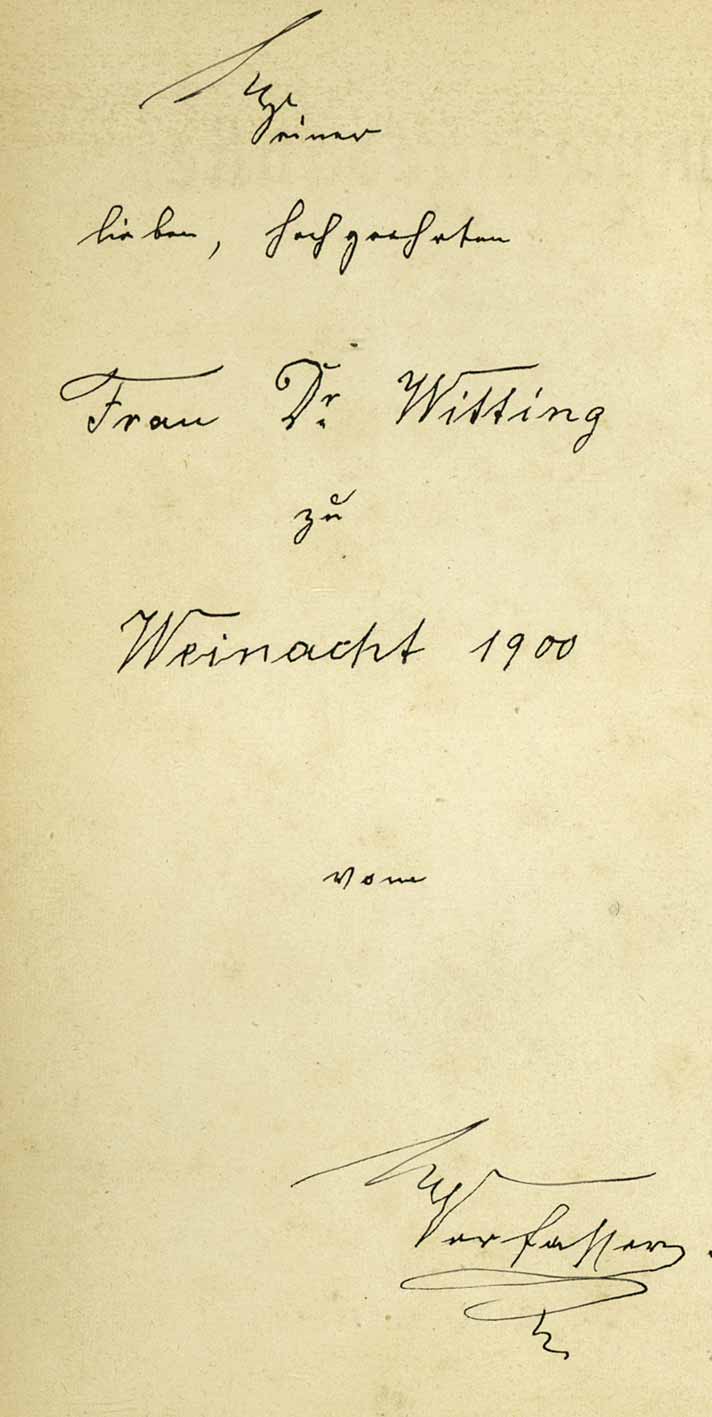 Seiner
lieben, hochgeehrten
Frau Dr. Witting
zu
Weinacht 1900
vom
Verfasser.